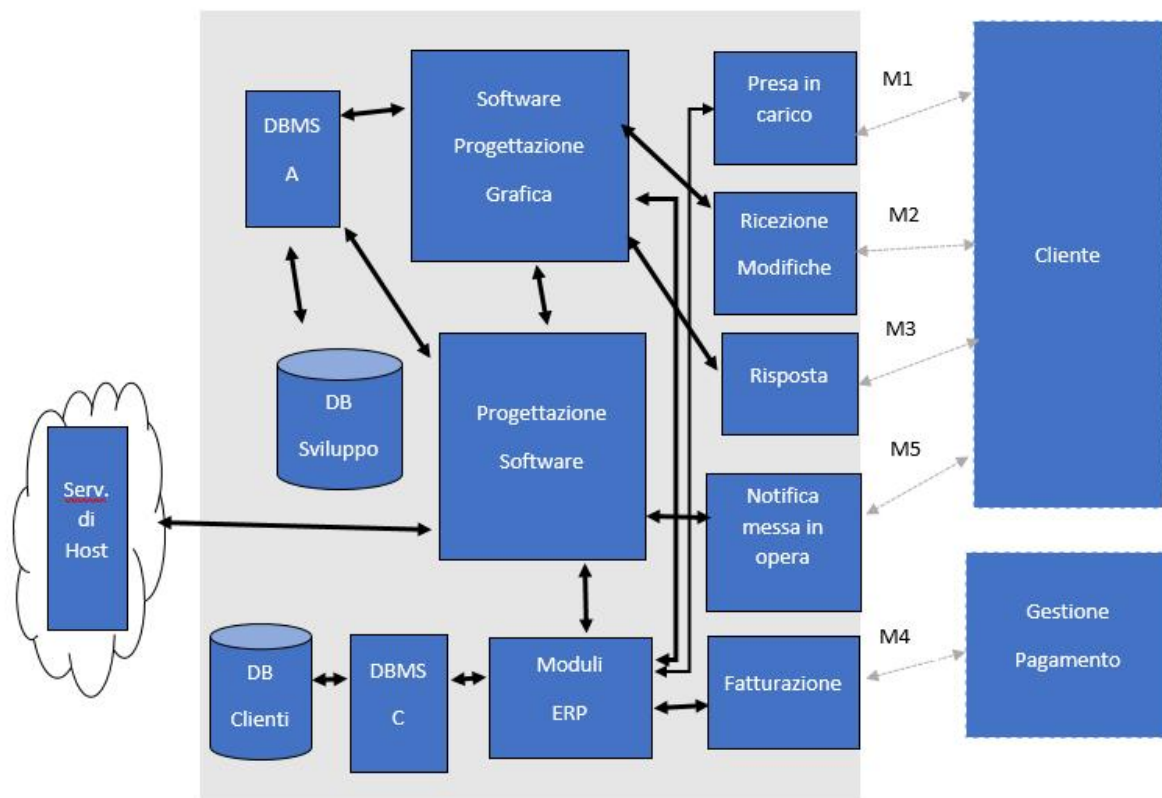 DBMS
A
Software
Progettazione
Grafica
Presa in
carico
M1
Ricezione
Modifiche
M2
Cliente
M3
Risposta
DB
Sviluppo
Progettazione
Software
M5
Serv.
di
Host
Notifica
messa in
opera
Gestione
Pagamento
M4
DB
Clienti
DBMS
C
Moduli
ERP
Fatturazione